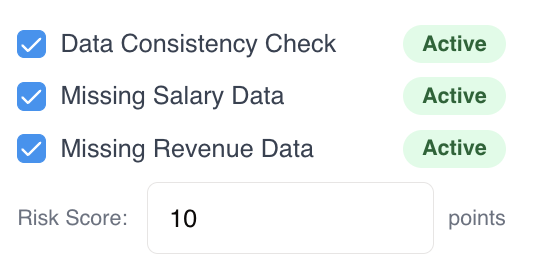 Data Consistency Check Active
Missing Salary Data Active
Missing Revenue Data Active
Risk Score: 10 points